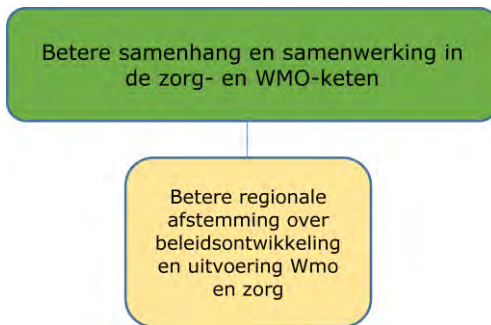 Betere samenhang en samenwerking in
de zorg- en WMO-keten
Betere regionale
afstemming over
beleidsontwikkeling
en uitvoering Wmo
en zorg